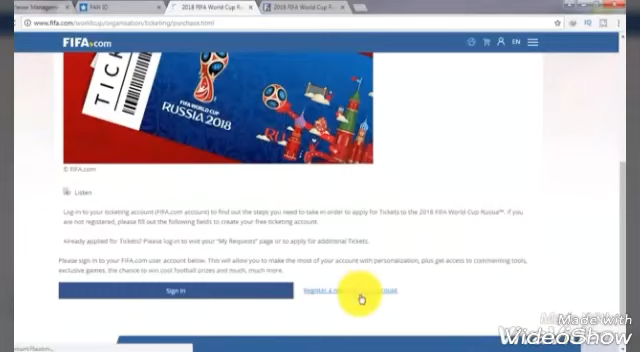 FAN ID
2018 FIFA World Cup R
2018 FIFA World Cup R
www.fifa.com/worldcup/organisation/ticketing/purchase.html
FIFA.com
EN
TICK
FIFA WORLD CUP
RUSSIA 2018
© FIFA.com
Listen
Log-in to your ticketing account (FIFA.com account) to find out the steps you need to take in order to apply for Tickets to the 2018 FIFA World Cup Russia™. If you
are not registered, please fill out the following fields to create your free ticketing account.
Already applied for Tickets? Please log in to visit your "My Requests" page or to apply for additional Tickets.
Please sign in to your FIFA.com user account below. This will allow you to make the most of your account with personalization, plus get access to commenting tools,
exclusive games, the chance to win cool football prizes and much, much more.
Sign in
Register a
Made with
VideoShow